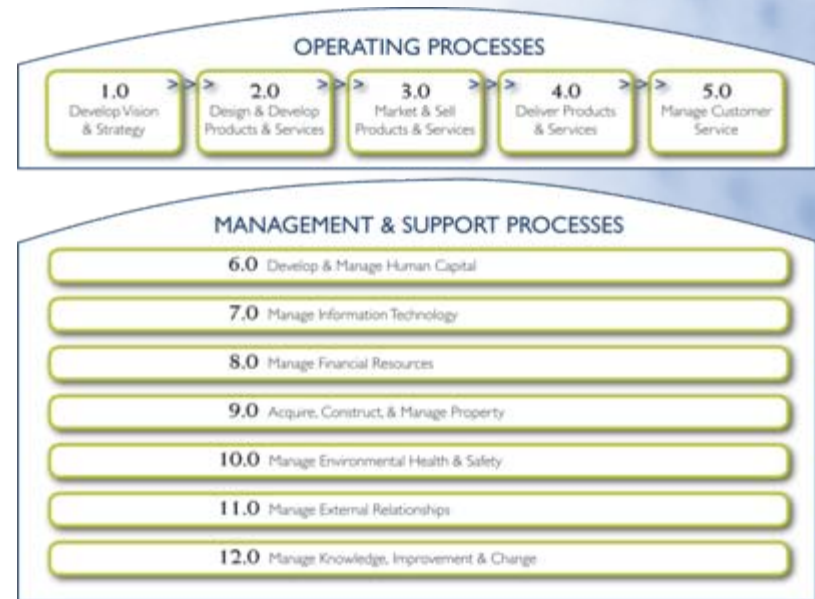 OPERATING PROCESSES
1.0 >>> 2.0 >>> 3.0 >>> 4.0 >>> 5.0
Develop Vision Design & Develop Market & Sell Deliver Products Manage Customer
& Strategy Products & Services Products & Services & Services Service
MANAGEMENT & SUPPORT PROCESSES
6.0 Develop & Manage Human Capital
7.0 Manage Information Technology
8.0 Manage Financial Resources
9.0 Acquire, Construct, & Manage Property
10.0 Manage Environmental Health & Safety
11.0 Manage External Relationships
12.0 Manage Knowledge, Improvement & Change